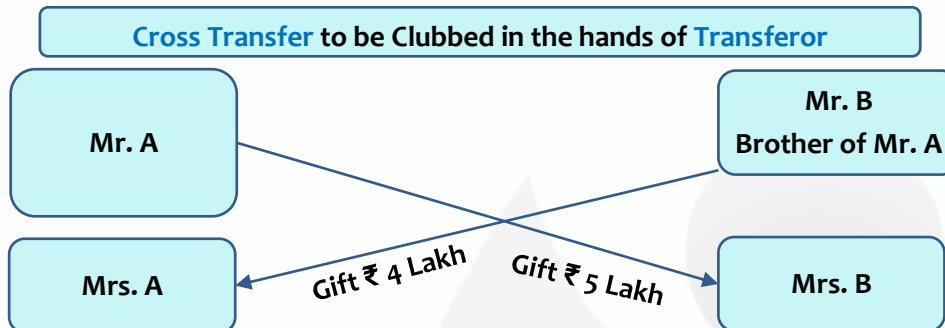 Cross Transfer to be Clubbed in the hands of Transferor
Mr. A
Mr. B
Brother of Mr. A
Gift ₹ 4 Lakh
Gift ₹ 5 Lakh
Mrs. A
Mrs. B